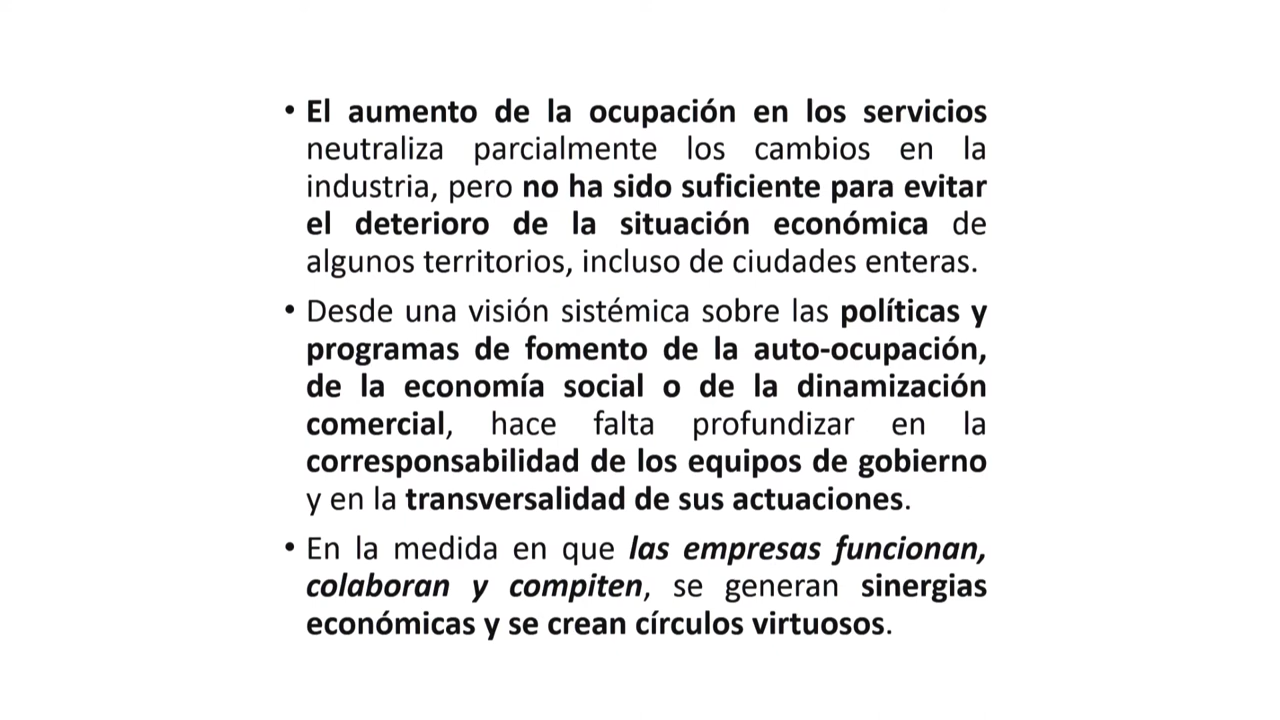 • El aumento de la ocupación en los servicios
neutraliza parcialmente los cambios en la
industria, pero no ha sido suficiente para evitar
el deterioro de la situación económica de
algunos territorios, incluso de ciudades enteras.
• Desde una visión sistémica sobre las políticas y
programas de fomento de la auto-ocupación,
de la economía social o de la dinamización
comercial, hace falta profundizar en la
corresponsabilidad de los equipos de gobierno
y en la transversalidad de sus actuaciones.
• En la medida en que las empresas funcionan,
colaboran y compiten, se generan sinergias
económicas y se crean círculos virtuosos.